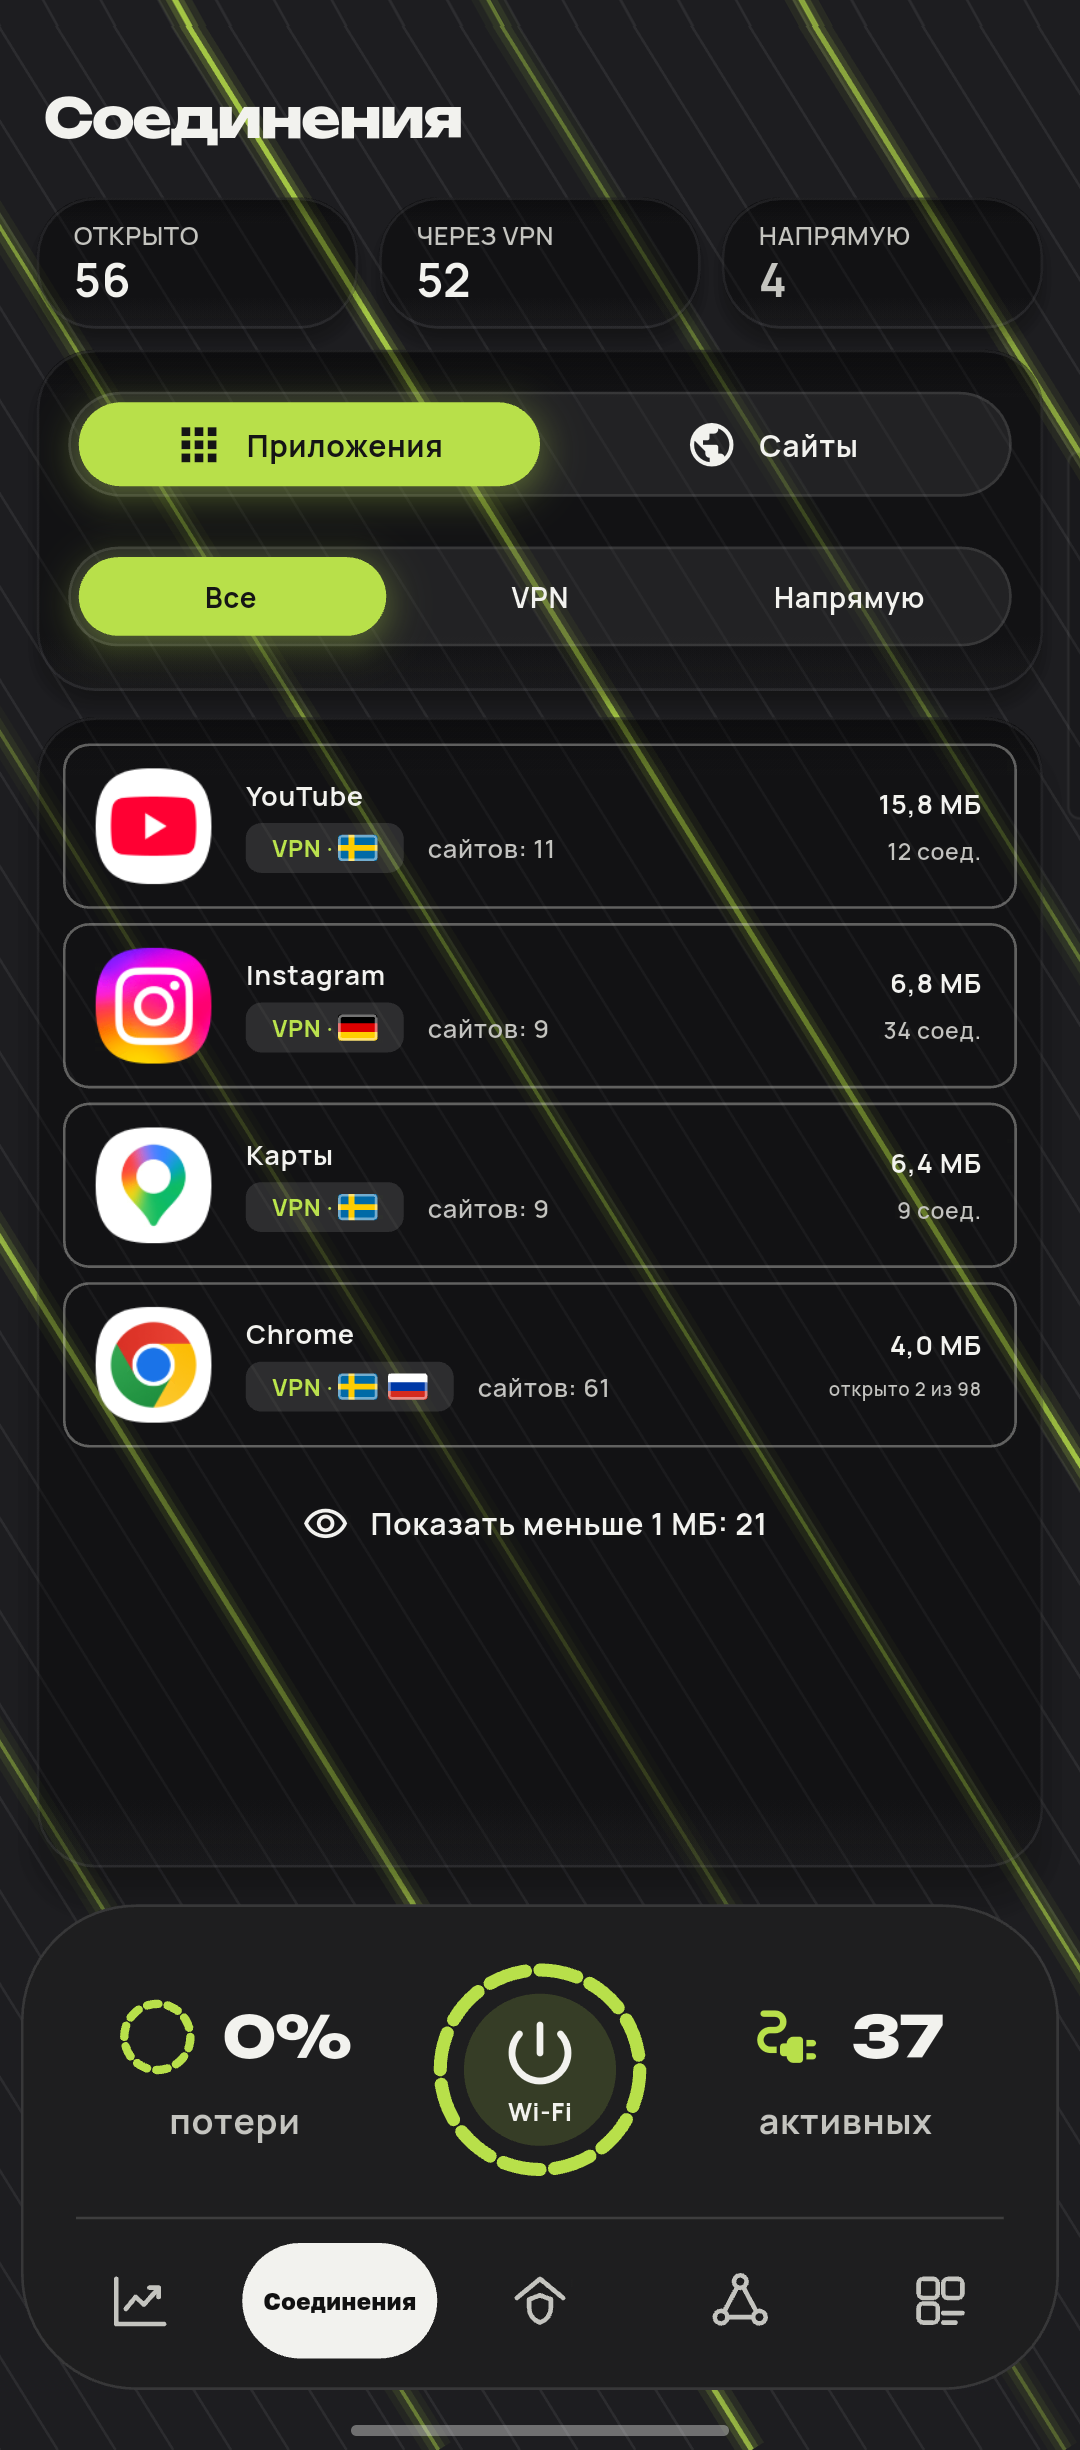 Соединения
ОТКРЫТО
56
ЧЕРЕЗ VPN
52
НАПРЯМУЮ
4
Приложения
Сайты
Все
VPN
Напрямую
YouTube
15,8 МБ
VPN ·
сайтов: 11
12 соед.
Instagram
6,8 МБ
VPN ·
сайтов: 9
34 соед.
Карты
6,4 МБ
VPN ·
сайтов: 9
9 соед.
Chrome
4,0 МБ
VPN ·
сайтов: 61
открыто 2 из 98
Показать меньше 1 МБ: 21
0%
потери
Wi-Fi
37
активных
Соединения